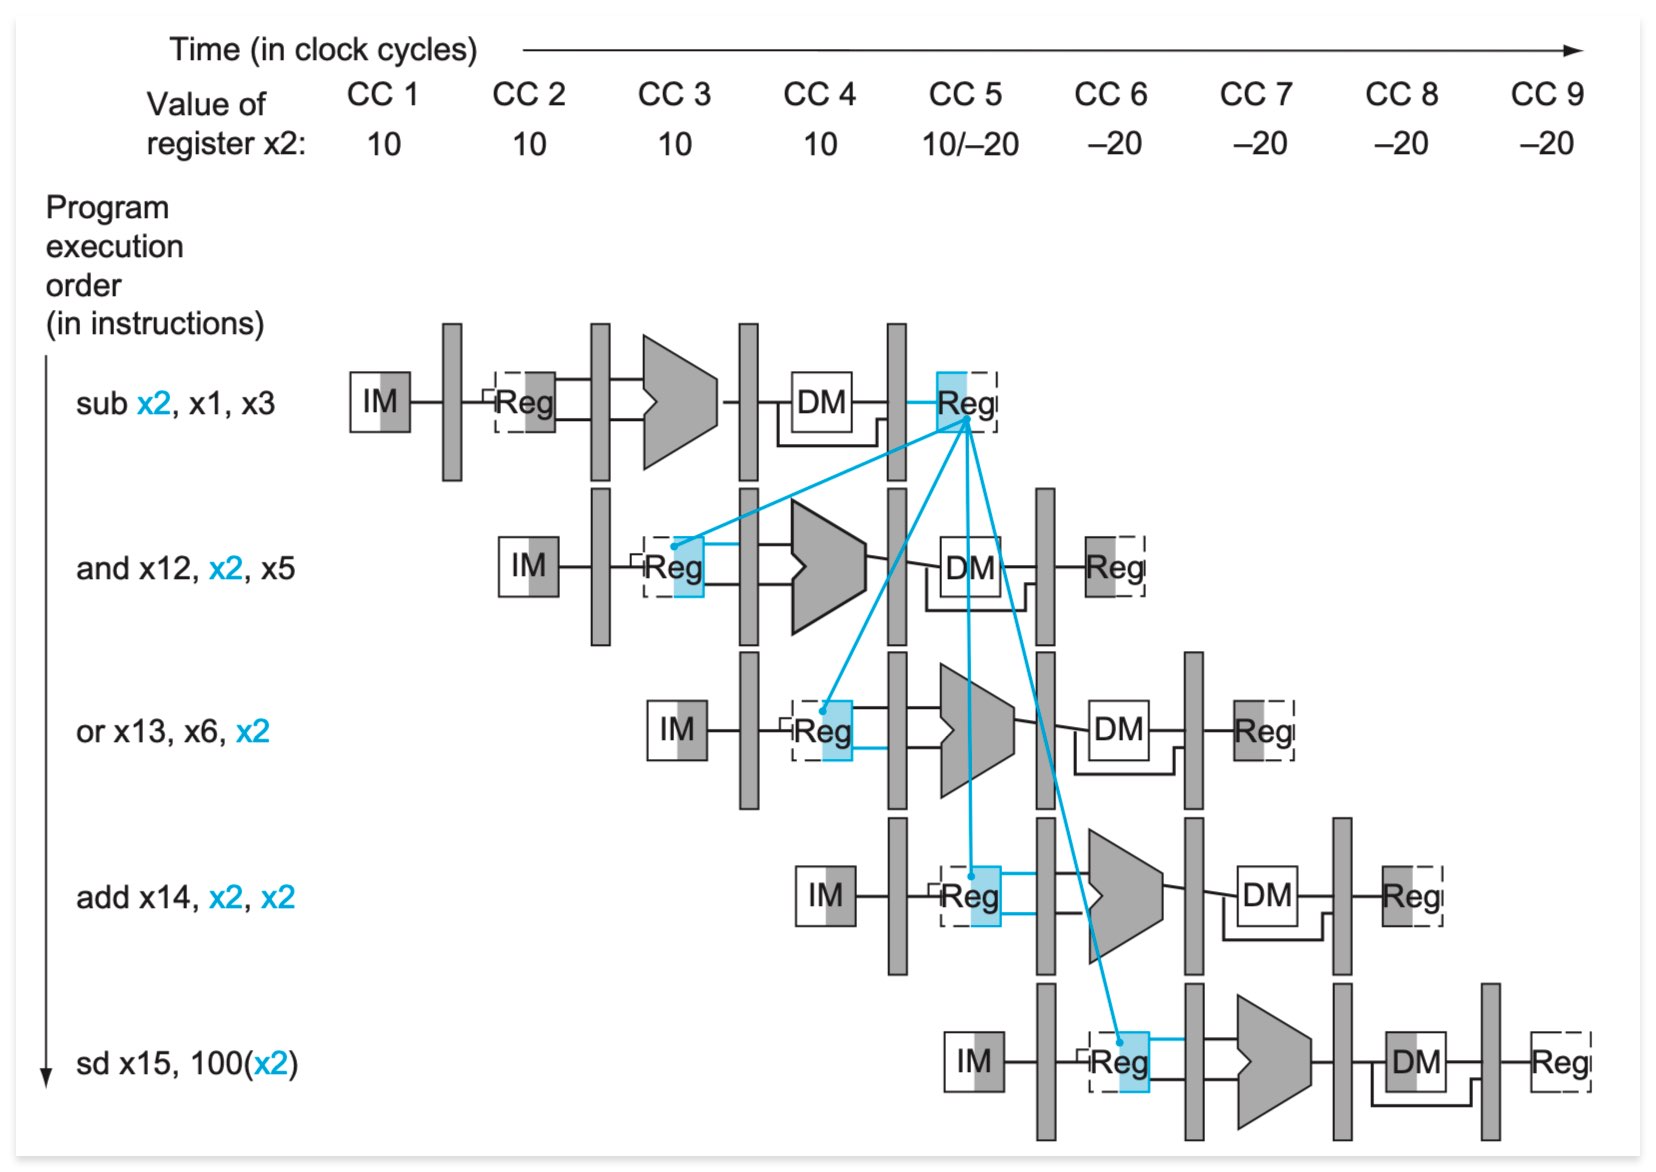 Time (in clock cycles)
Value of register x2:
CC 1 CC 2 CC 3 CC 4 CC 5 CC 6 CC 7 CC 8 CC 9
10 10 10 10 10/–20 –20 –20 –20 –20
Program
execution
order
(in instructions)
sub x2, x1, x3
IM Reg DM Reg
and x12, x2, x5
IM Reg DM Reg
or x13, x6, x2
IM Reg DM Reg
add x14, x2, x2
IM Reg DM Reg
sd x15, 100(x2)
IM Reg DM Reg